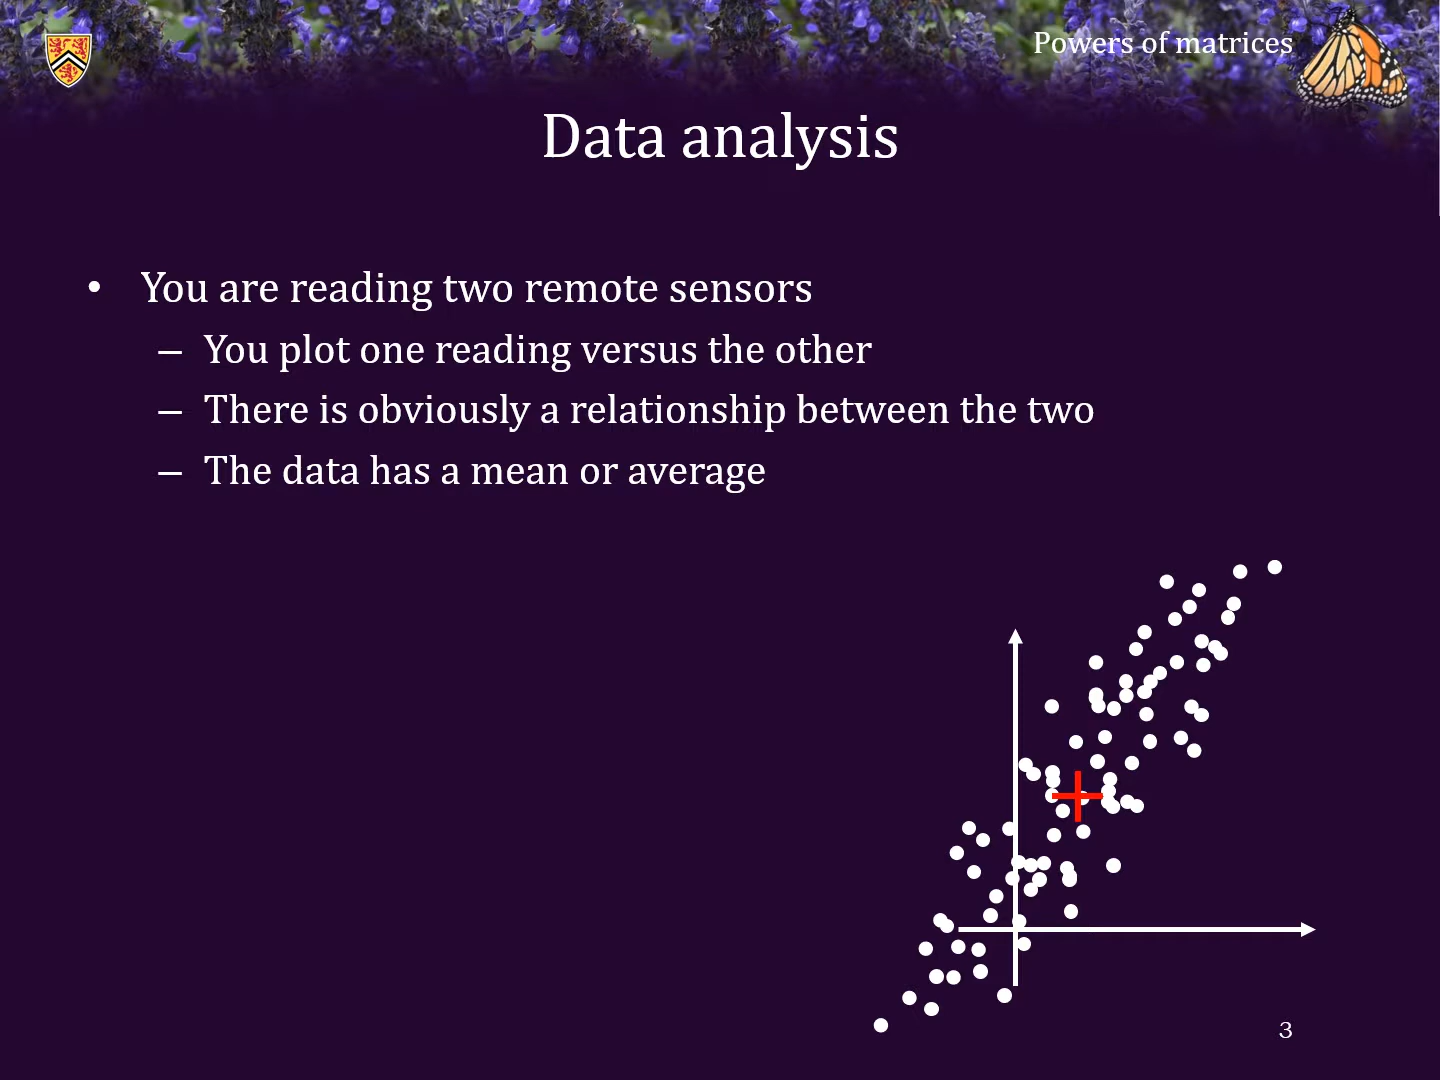 Powers of matrices
Data analysis
• You are reading two remote sensors
– You plot one reading versus the other
– There is obviously a relationship between the two
– The data has a mean or average
3